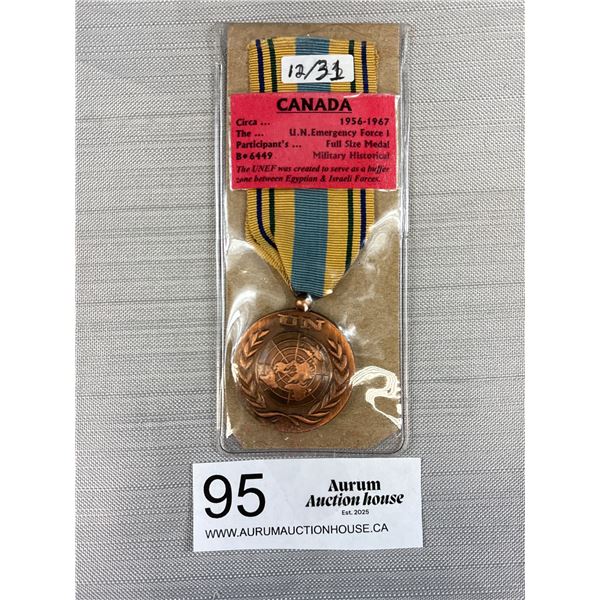 12/31
CANADA
Circa ... 1956-1967
The ... U.N.Emergency Force I
Participant's ... Full Size Medal
B#6449 Military Historical
The UNEF was created to serve as a buffer
zone between Egyptian & Israeli Forces.
UN
95
Aurum
Auction house
Est. 2025
WWW.AURUMAUCTIONHOUSE.CA